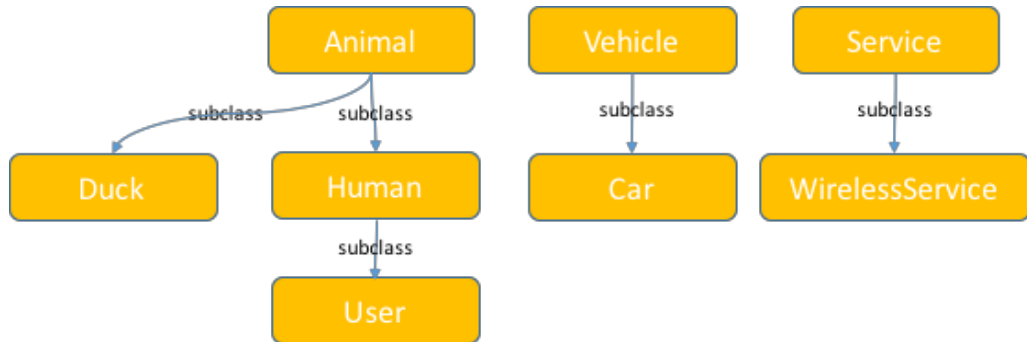 Animal
Vehicle
Service
subclass
subclass
subclass
subclass
Duck
Human
Car
WirelessService
subclass
User